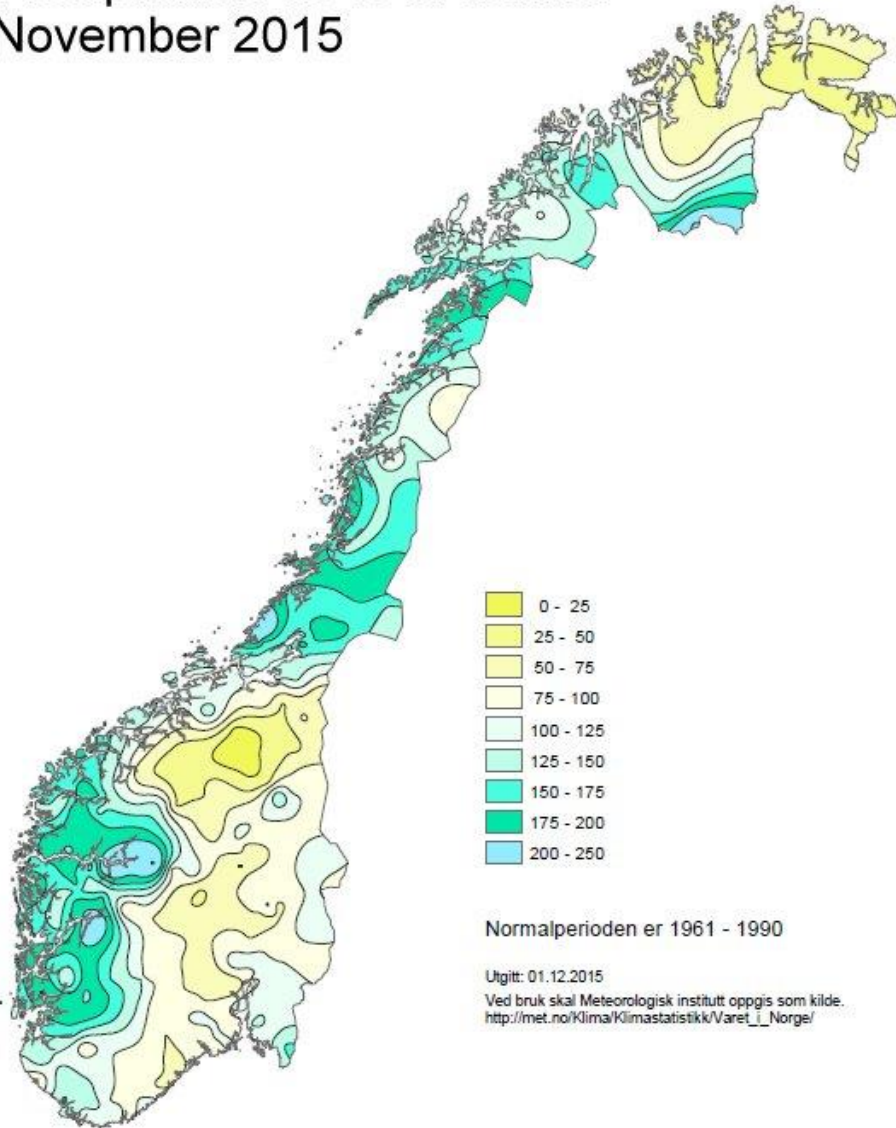 November 2015
0 - 25
25 - 50
50 - 75
75 - 100
100 - 125
125 - 150
150 - 175
175 - 200
200 - 250
Normalperioden er 1961 - 1990
Utgitt: 01.12.2015
Ved bruk skal Meteorologisk institutt oppgis som kilde.
http://met.no/Klima/Klimastatistikk/Varet_i_Norge/